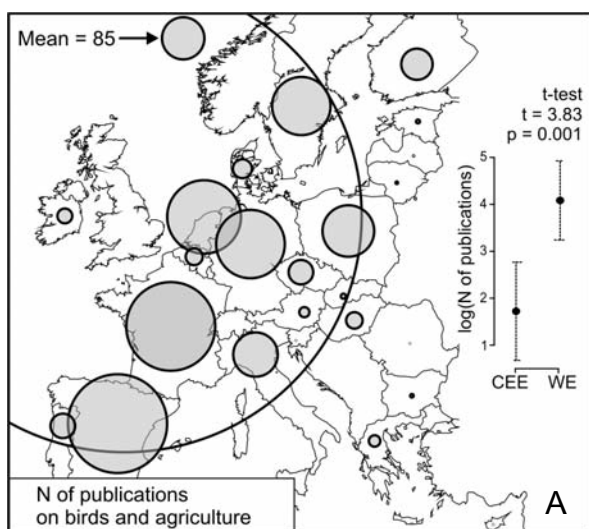 Mean = 85
t-test
t = 3.83
p = 0.001
log(N of publications)
5
4
3
2
1
CEE WE
N of publications
on birds and agriculture
A